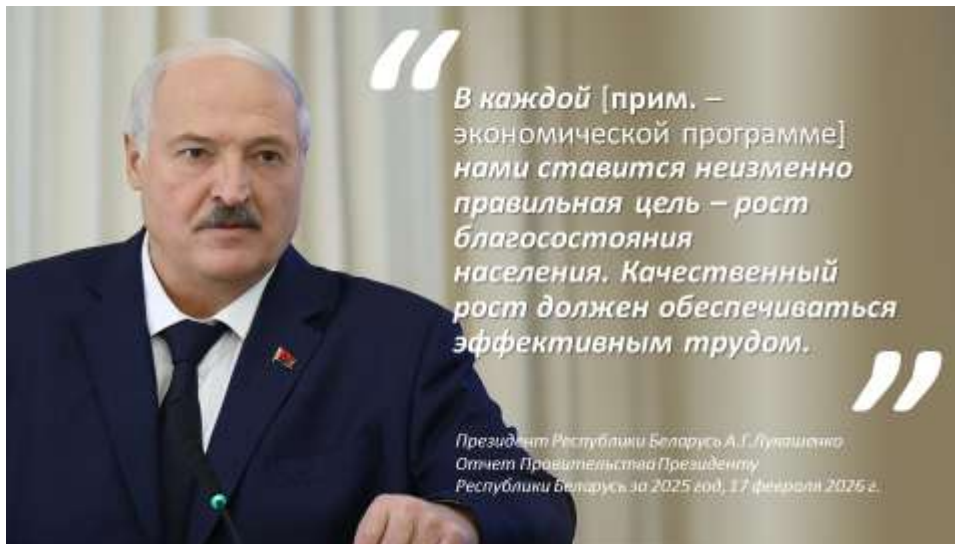 “
В каждой [прим. –
экономической программе]
нами ставится неизменно
правильная цель – рост
благосостояния
населения. Качественный
рост должен обеспечиваться
эффективным трудом.
”
Президент Республики Беларусь А.Г.Лукашенко
Отчет Правительства Президенту
Республики Беларусь за 2025 год, 17 февраля 2026 г.